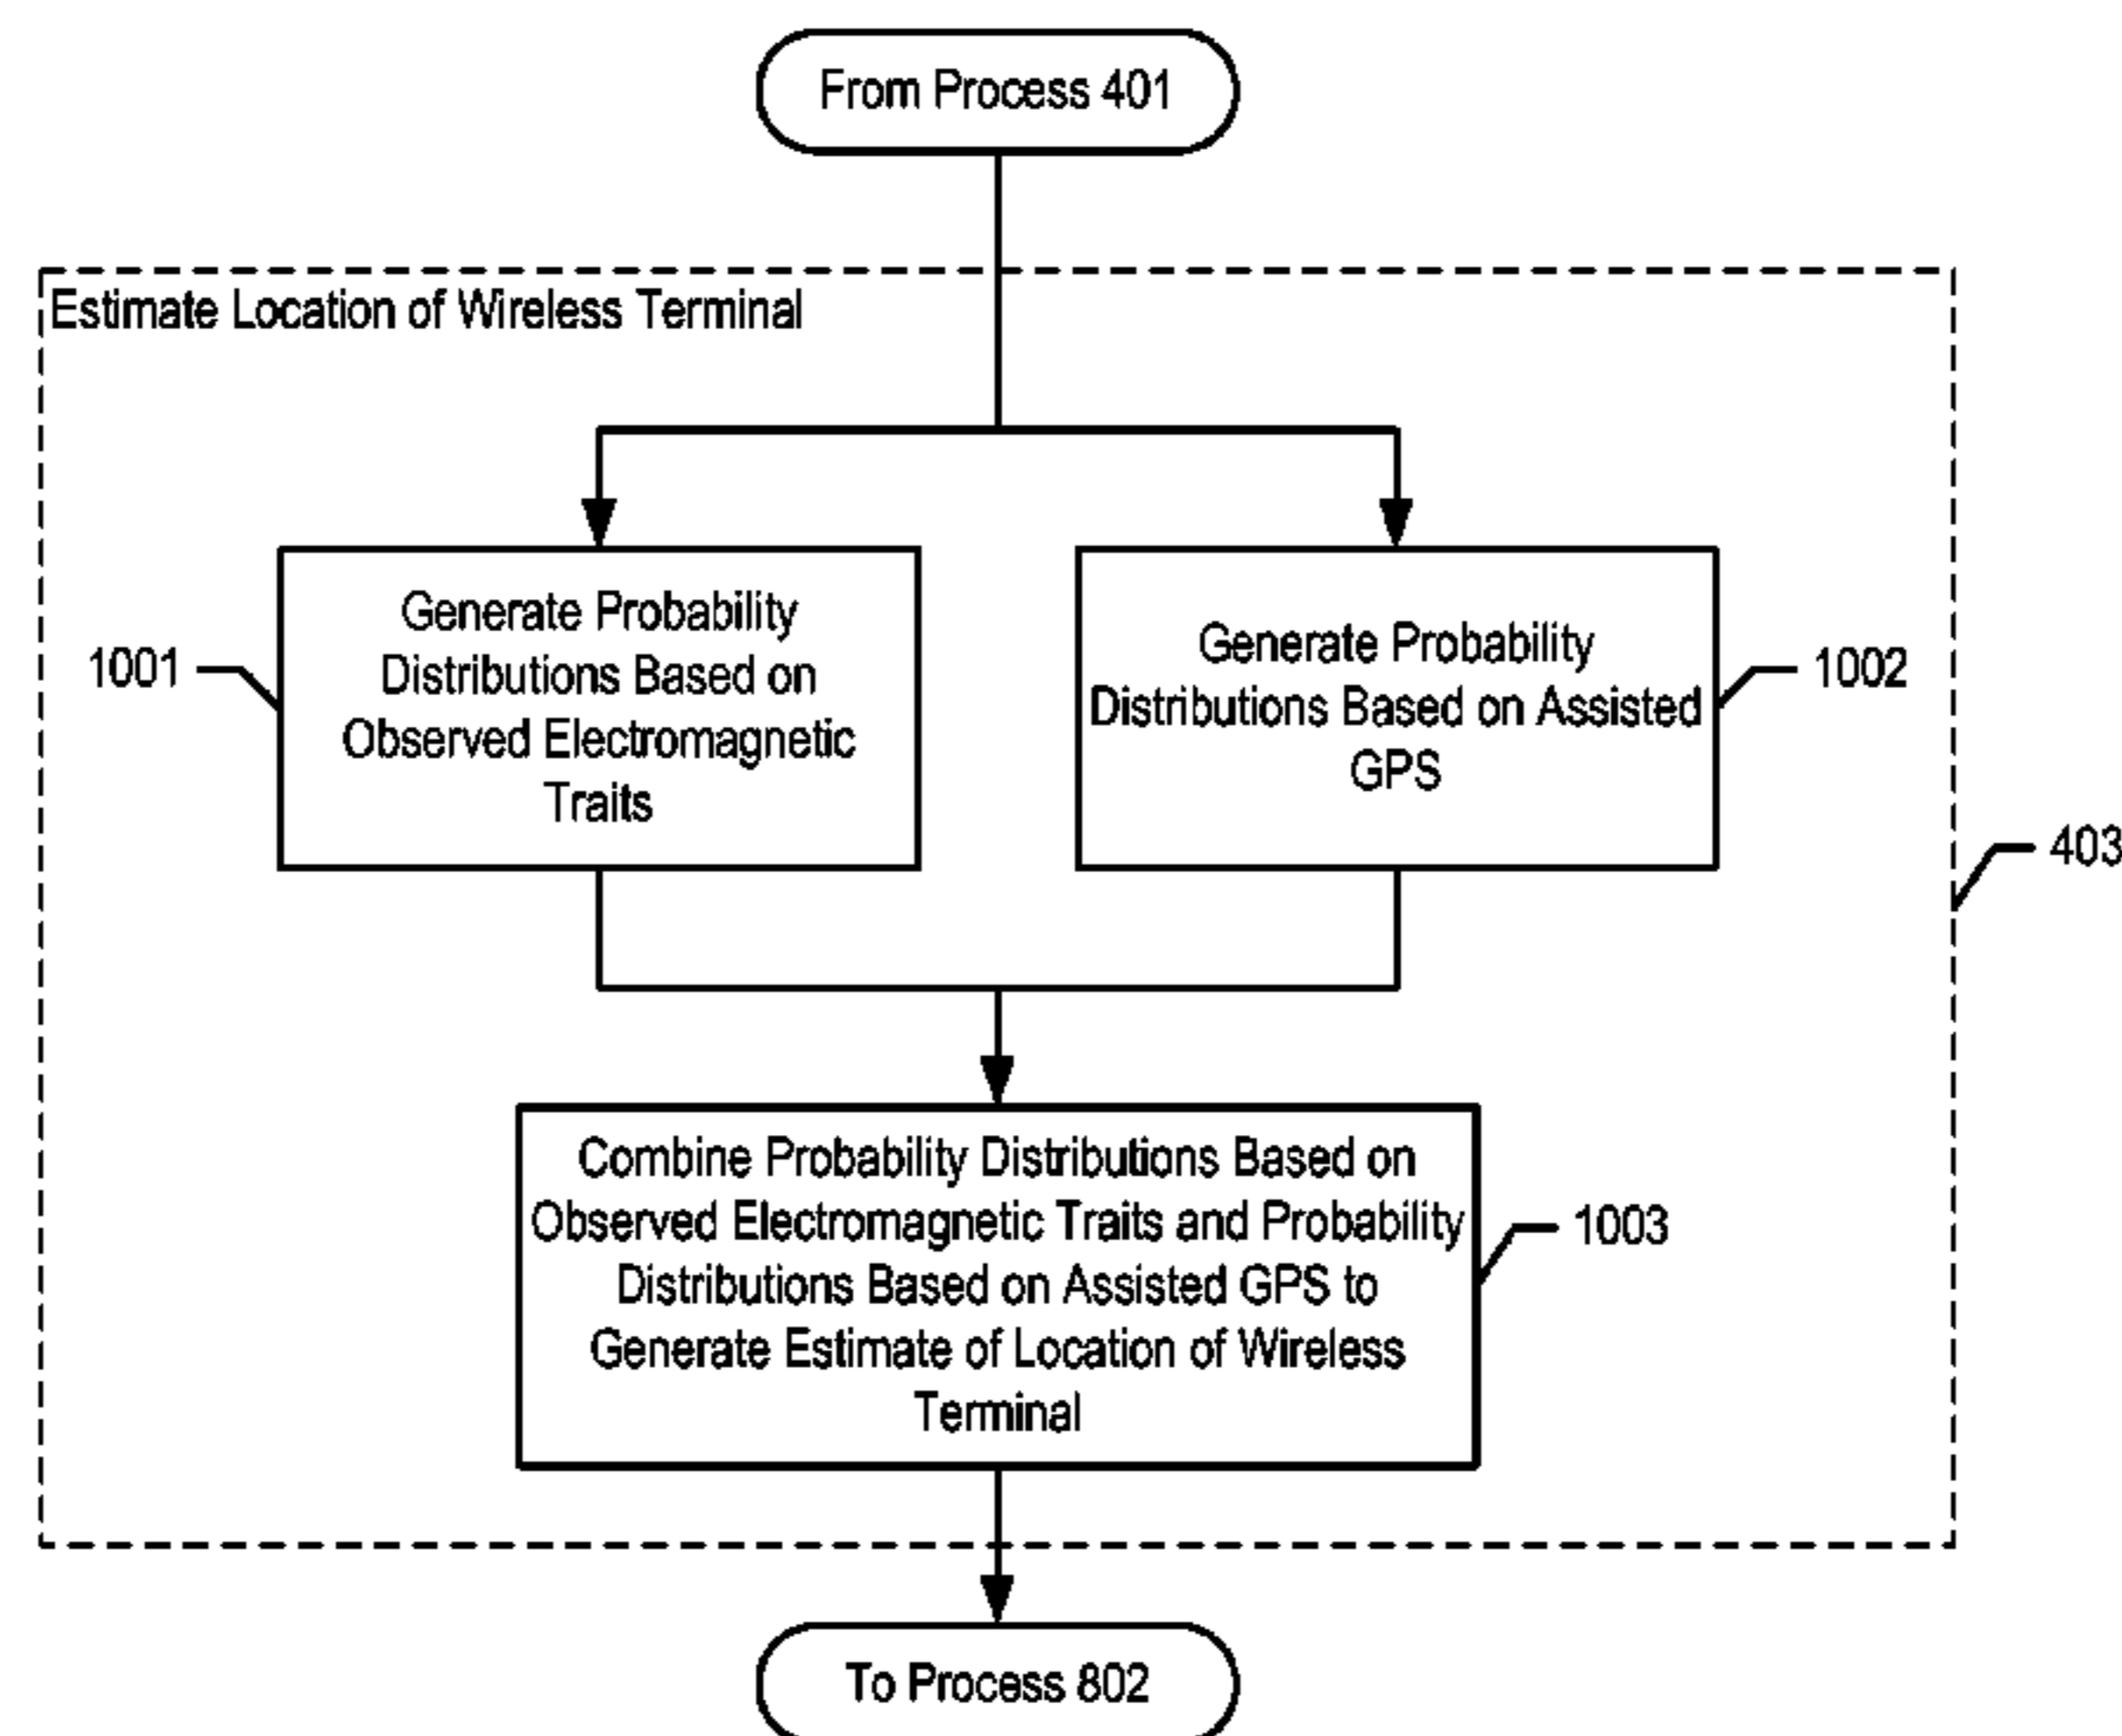 From Process 401
Estimate Location of Wireless Terminal
Generate Probability
Distributions Based on
Observed Electromagnetic
Traits
1001
Generate Probability
Distributions Based on Assisted
GPS
1002
403
Combine Probability Distributions Based on
Observed Electromagnetic Traits and Probability
Distributions Based on Assisted GPS to
Generate Estimate of Location of Wireless
Terminal
1003
To Process 802